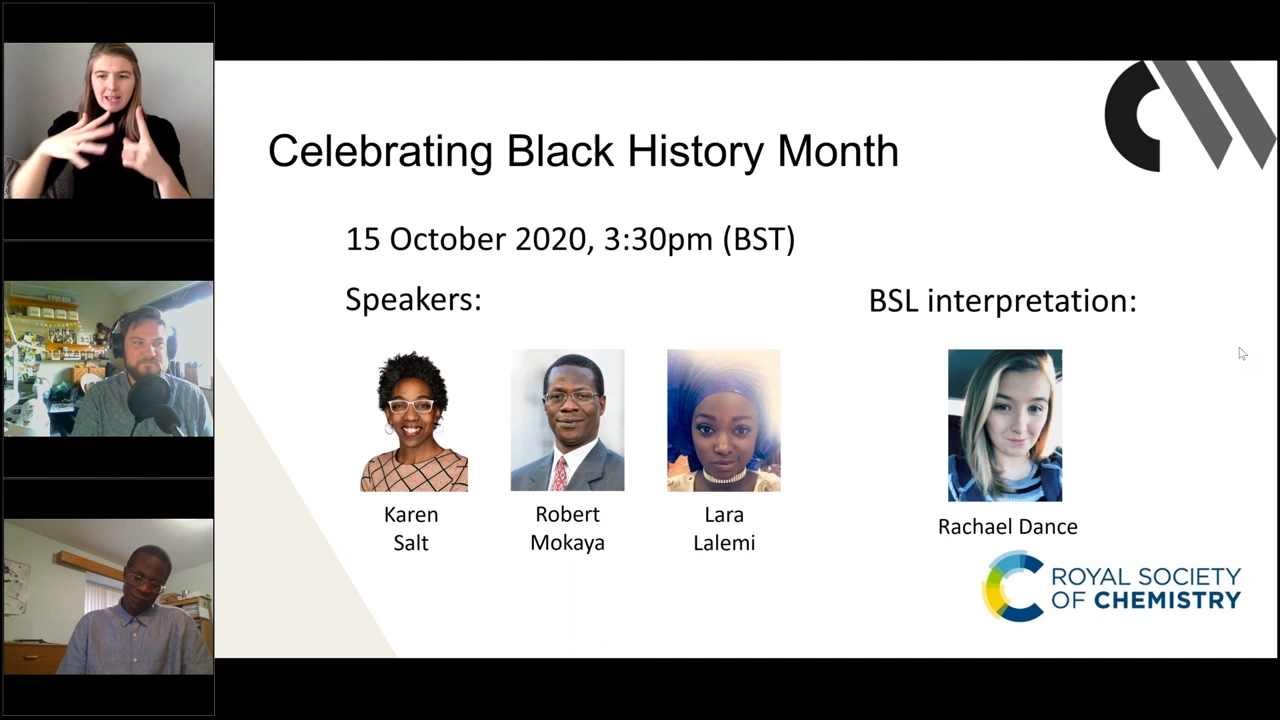 Celebrating Black History Month
15 October 2020, 3:30pm (BST)
Speakers:
BSL interpretation:
Karen
Salt
Robert
Mokaya
Lara
Lalemi
Rachael Dance
ROYAL SOCIETY
OF CHEMISTRY